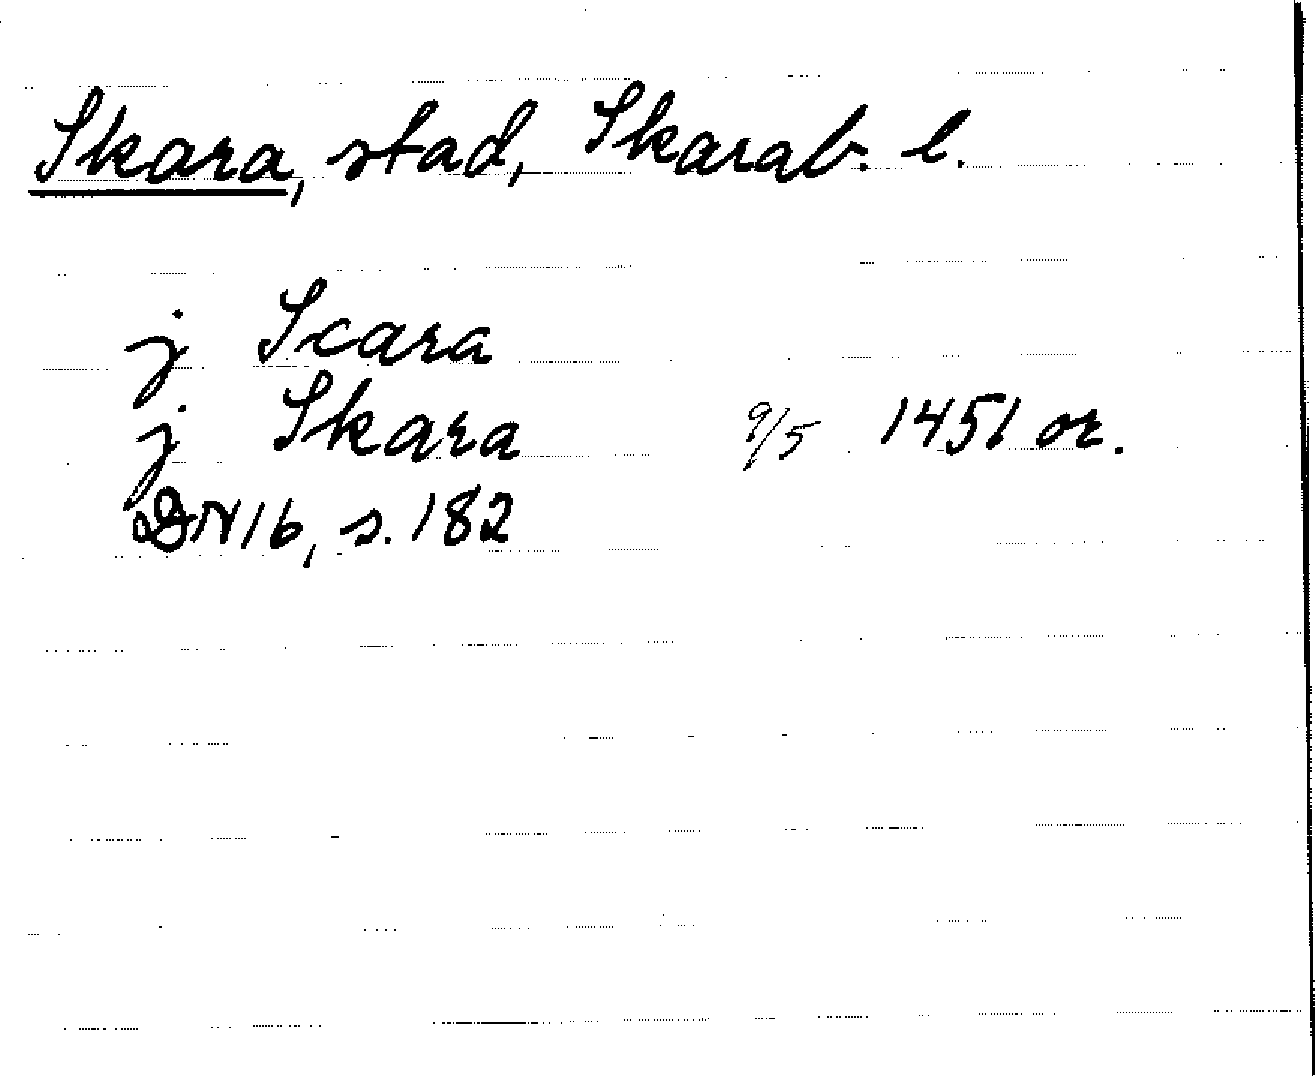 Skara, stad, Skarab. l.
j Scara
j Skara 9/5 1451 or.
DN 16, s. 182